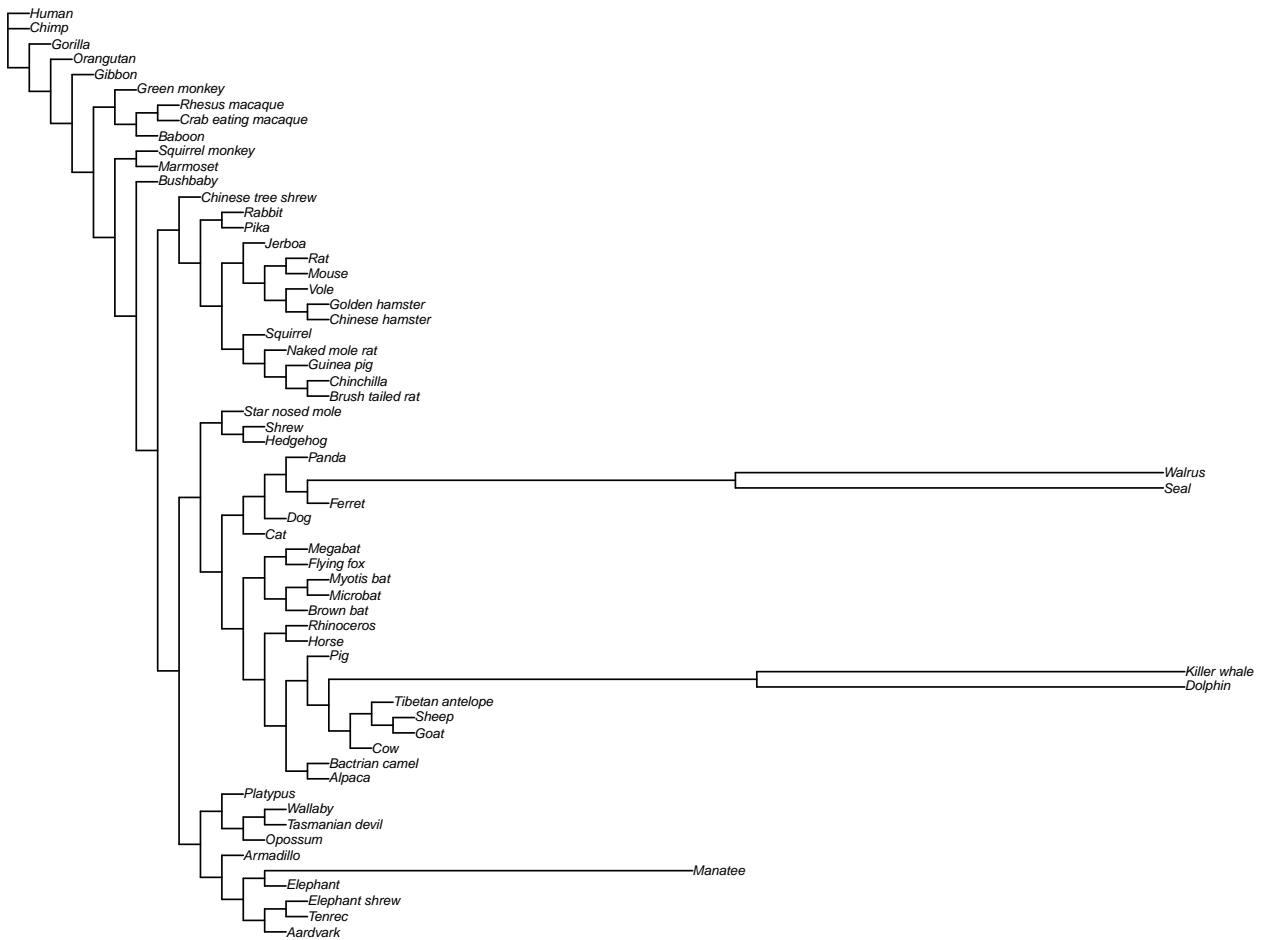 Human
Chimp
Gorilla
Orangutan
Gibbon
Green monkey
Rhesus macaque
Crab eating macaque
Baboon
Squirrel monkey
Marmoset
Bushbaby
Chinese tree shrew
Rabbit
Pika
Jerboa
Rat
Mouse
Vole
Golden hamster
Chinese hamster
Squirrel
Naked mole rat
Guinea pig
Chinchilla
Brush tailed rat
Star nosed mole
Shrew
Hedgehog
Panda
Walrus
Seal
Ferret
Dog
Cat
Megabat
Flying fox
Myotis bat
Microbat
Brown bat
Rhinoceros
Horse
Pig
Killer whale
Dolphin
Tibetan antelope
Sheep
Goat
Cow
Bactrian camel
Alpaca
Platypus
Wallaby
Tasmanian devil
Opossum
Armadillo
Manatee
Elephant
Elephant shrew
Tenrec
Aardvark